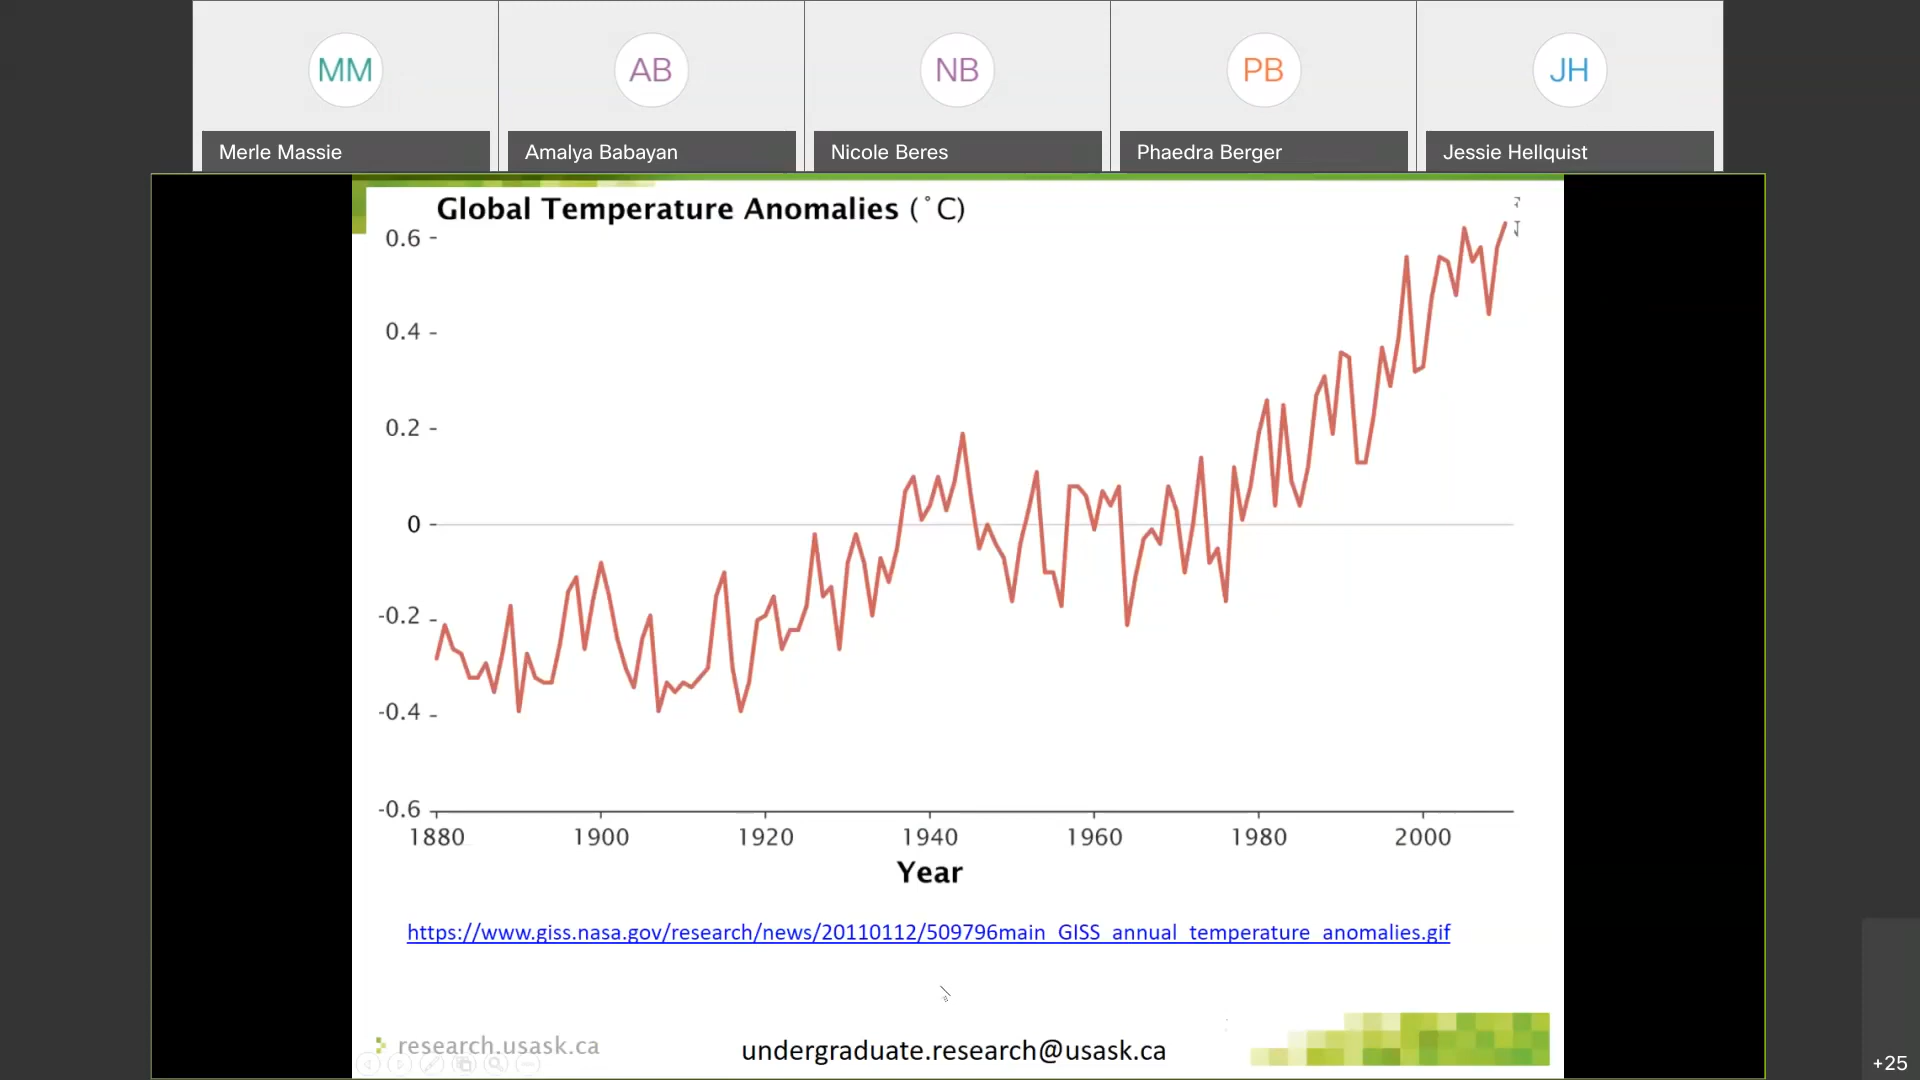 MM
AB
NB
PB
JH
Merle Massie
Amalya Babayan
Nicole Beres
Phaedra Berger
Jessie Hellquist
Global Temperature Anomalies (˚C)
0.6
0.4
0.2
0
-0.2
-0.4
-0.6
1880 1900 1920 1940 1960 1980 2000
Year
https://www.giss.nasa.gov/research/news/20110112/509796main_GISS_annual_temperature_anomalies.gif
research.usask.ca
undergraduate.research@usask.ca
+25